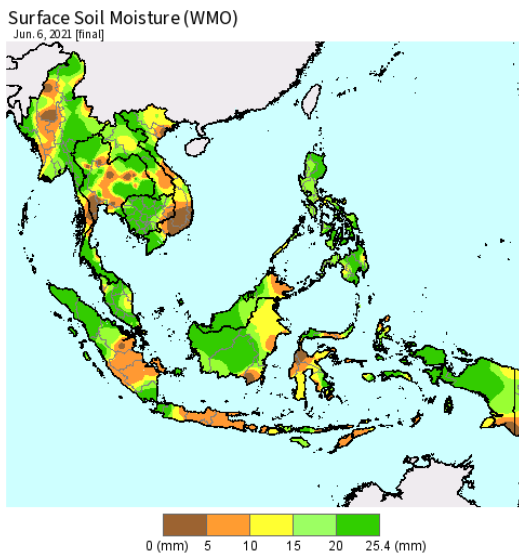 Surface Soil Moisture (WMO)
Jun. 6, 2021 [final]
0 (mm) 5 10 15 20 25.4 (mm)